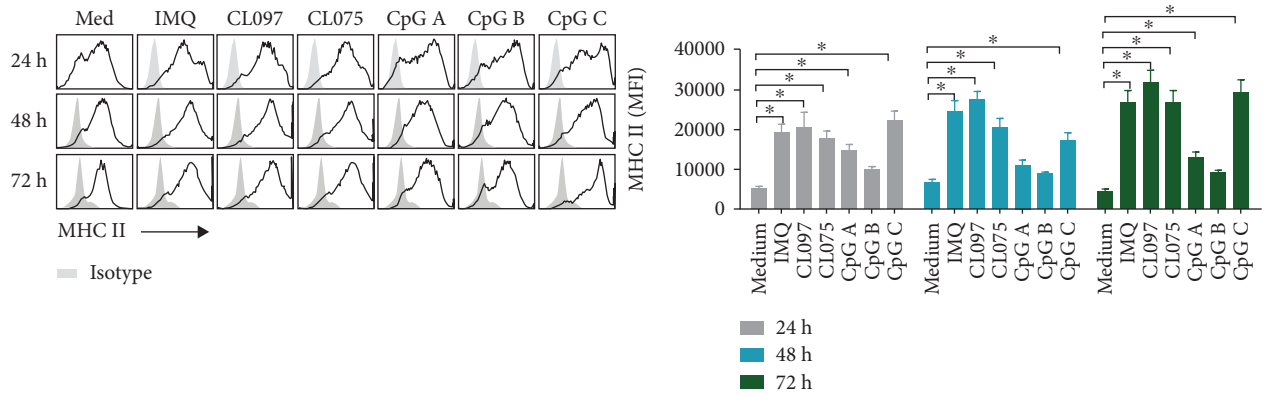 Med IMQ CL097 CL075 CpG A CpG B CpG C
24 h
48 h
72 h
MHC II
Isotype
MHC II (MFI)
40000
30000
20000
10000
0
* * * * *
* * * *
* * * * *
Medium IMQ CL097 CL075 CpG A CpG B CpG C
Medium IMQ CL097 CL075 CpG A CpG B CpG C
Medium IMQ CL097 CL075 CpG A CpG B CpG C
24 h
48 h
72 h